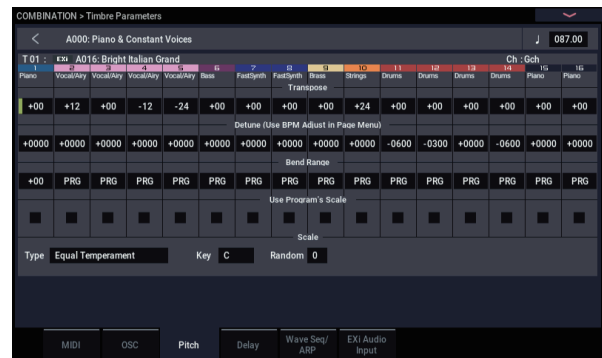 COMBINATION > Timbre Parameters
A000: Piano & Constant Voices ♩ 087.00
T01 : EXi A016: Bright Italian Grand Ch : Gch
1 2 3 4 5 6 7 8 9 10 11 12 13 14 15 16
Piano Vocal/Airy Vocal/Airy Vocal/Airy Vocal/Airy Bass FastSynth FastSynth Brass Strings Drums Drums Drums Drums Piano Piano
Transpose
+00 +12 +00 -12 -24 +00 +00 +00 +00 +24 +00 +00 +00 +00 +00 +00
Detune (Use BPM Adjust in Page Menu)
+0000 +0000 +0000 +0000 +0000 +0000 +0000 +0000 +0000 +0000 -0600 -0300 +0000 -0600 +0000 +0000
Bend Range
+00 PRG PRG PRG PRG PRG PRG PRG PRG PRG PRG PRG PRG PRG PRG PRG
Use Program's Scale
Scale
Type Equal Temperament Key C Random 0
MIDI OSC Pitch Delay Wave Seq/ ARP EXi Audio Input